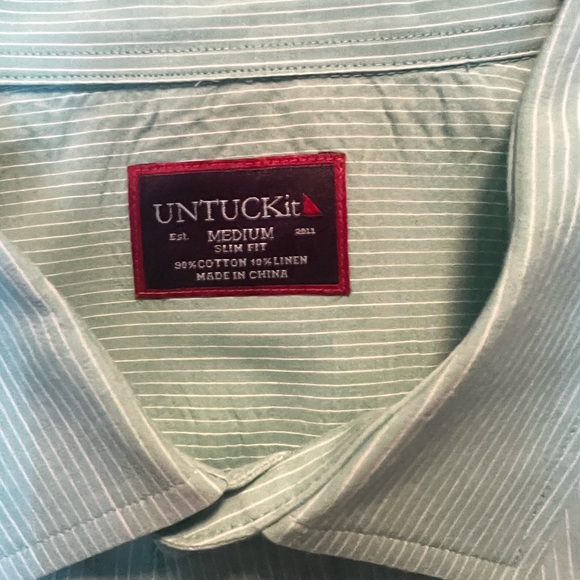 UNTUCKit
Est. MEDIUM 2011
SLIM FIT
90% COTTON 10% LINEN
MADE IN CHINA